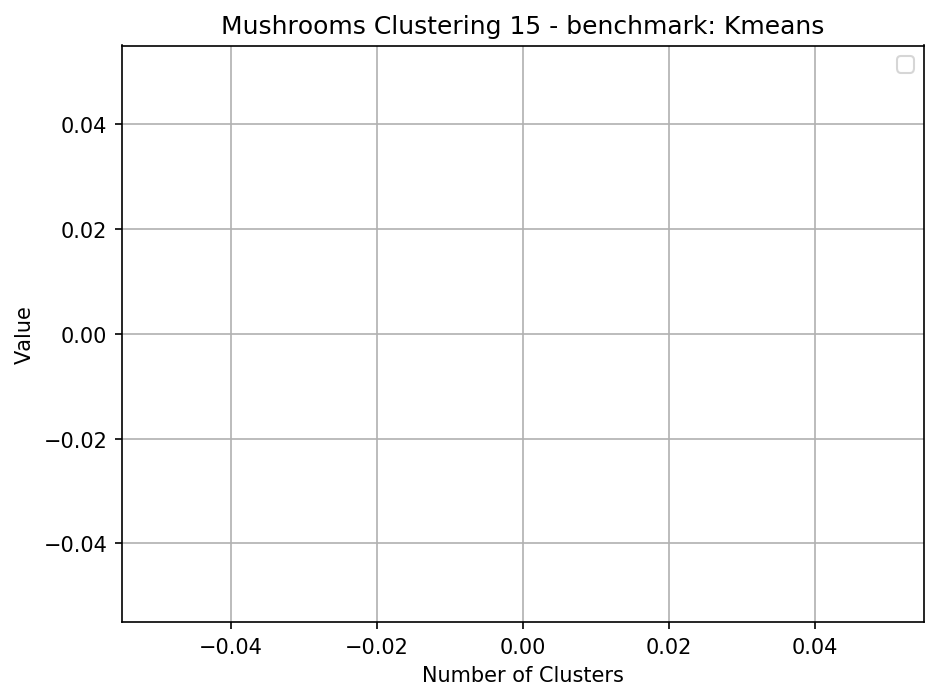 Mushrooms Clustering 15 - benchmark: Kmeans
0.04
0.02
0.00
−0.02
−0.04
Value
−0.04 −0.02 0.00 0.02 0.04
Number of Clusters